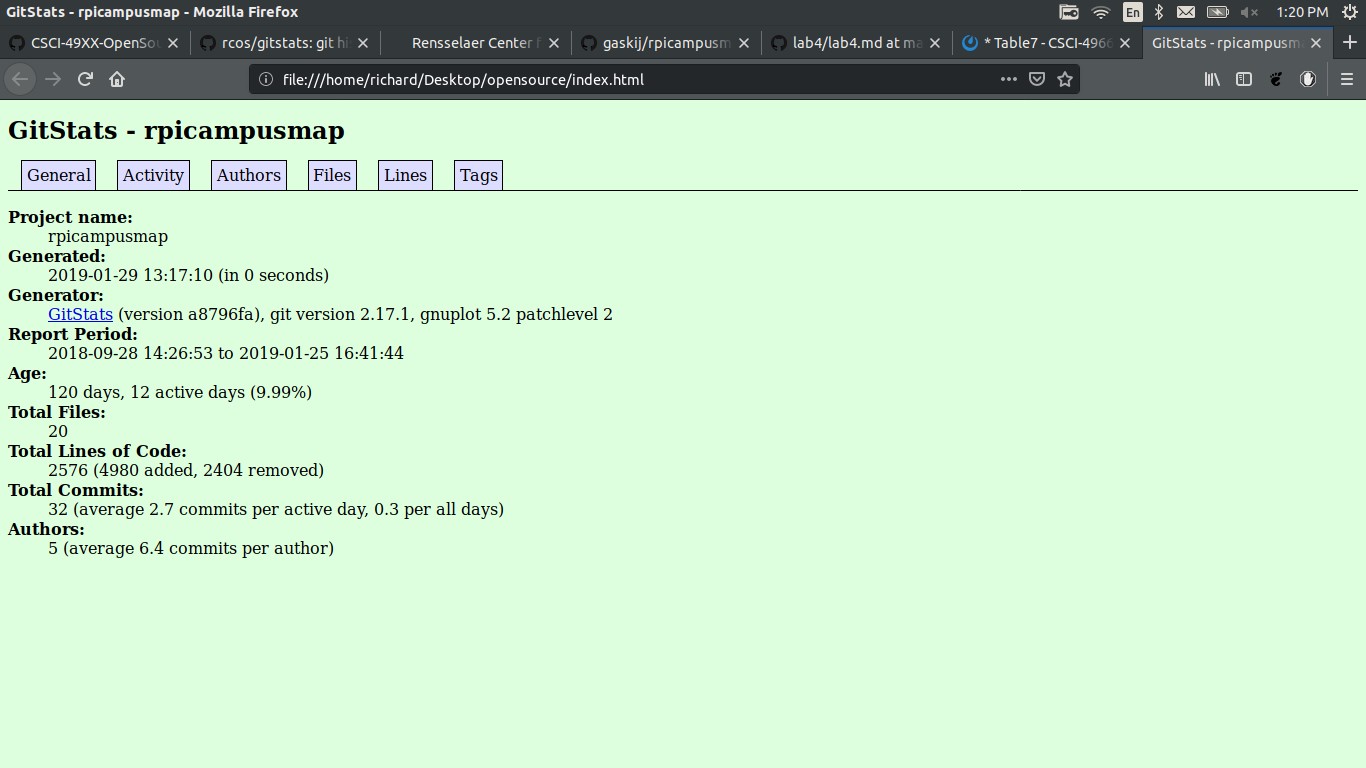 GitStats - rpicampusmap - Mozilla Firefox
En
1:20 PM
CSCI-49XX-OpenSou
rcos/gitstats: git hi
Rensselaer Center f
gaskij/rpicampusm
lab4/lab4.md at ma
* Table7 - CSCI-4966
GitStats - rpicampusma
file:///home/richard/Desktop/opensource/index.html
GitStats - rpicampusmap
General
Activity
Authors
Files
Lines
Tags
Project name:
rpicampusmap
Generated:
2019-01-29 13:17:10 (in 0 seconds)
Generator:
GitStats (version a8796fa), git version 2.17.1, gnuplot 5.2 patchlevel 2
Report Period:
2018-09-28 14:26:53 to 2019-01-25 16:41:44
Age:
120 days, 12 active days (9.99%)
Total Files:
20
Total Lines of Code:
2576 (4980 added, 2404 removed)
Total Commits:
32 (average 2.7 commits per active day, 0.3 per all days)
Authors:
5 (average 6.4 commits per author)